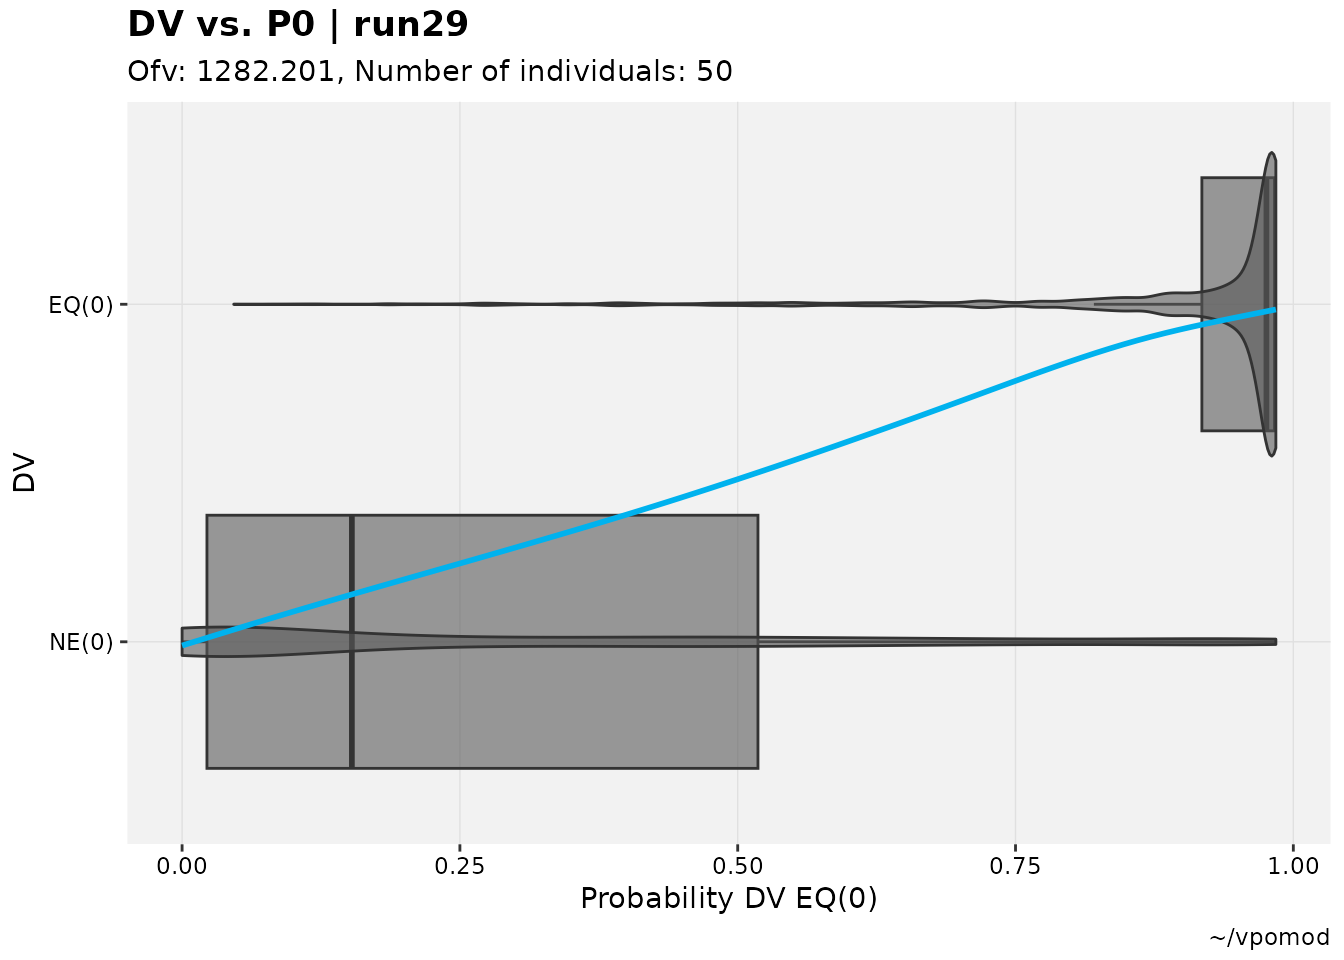 DV vs. P0 | run29
Ofv: 1282.201, Number of individuals: 50
EQ(0)
DV
NE(0)
0.00 0.25 0.50 0.75 1.00
Probability DV EQ(0)
~/vpomod